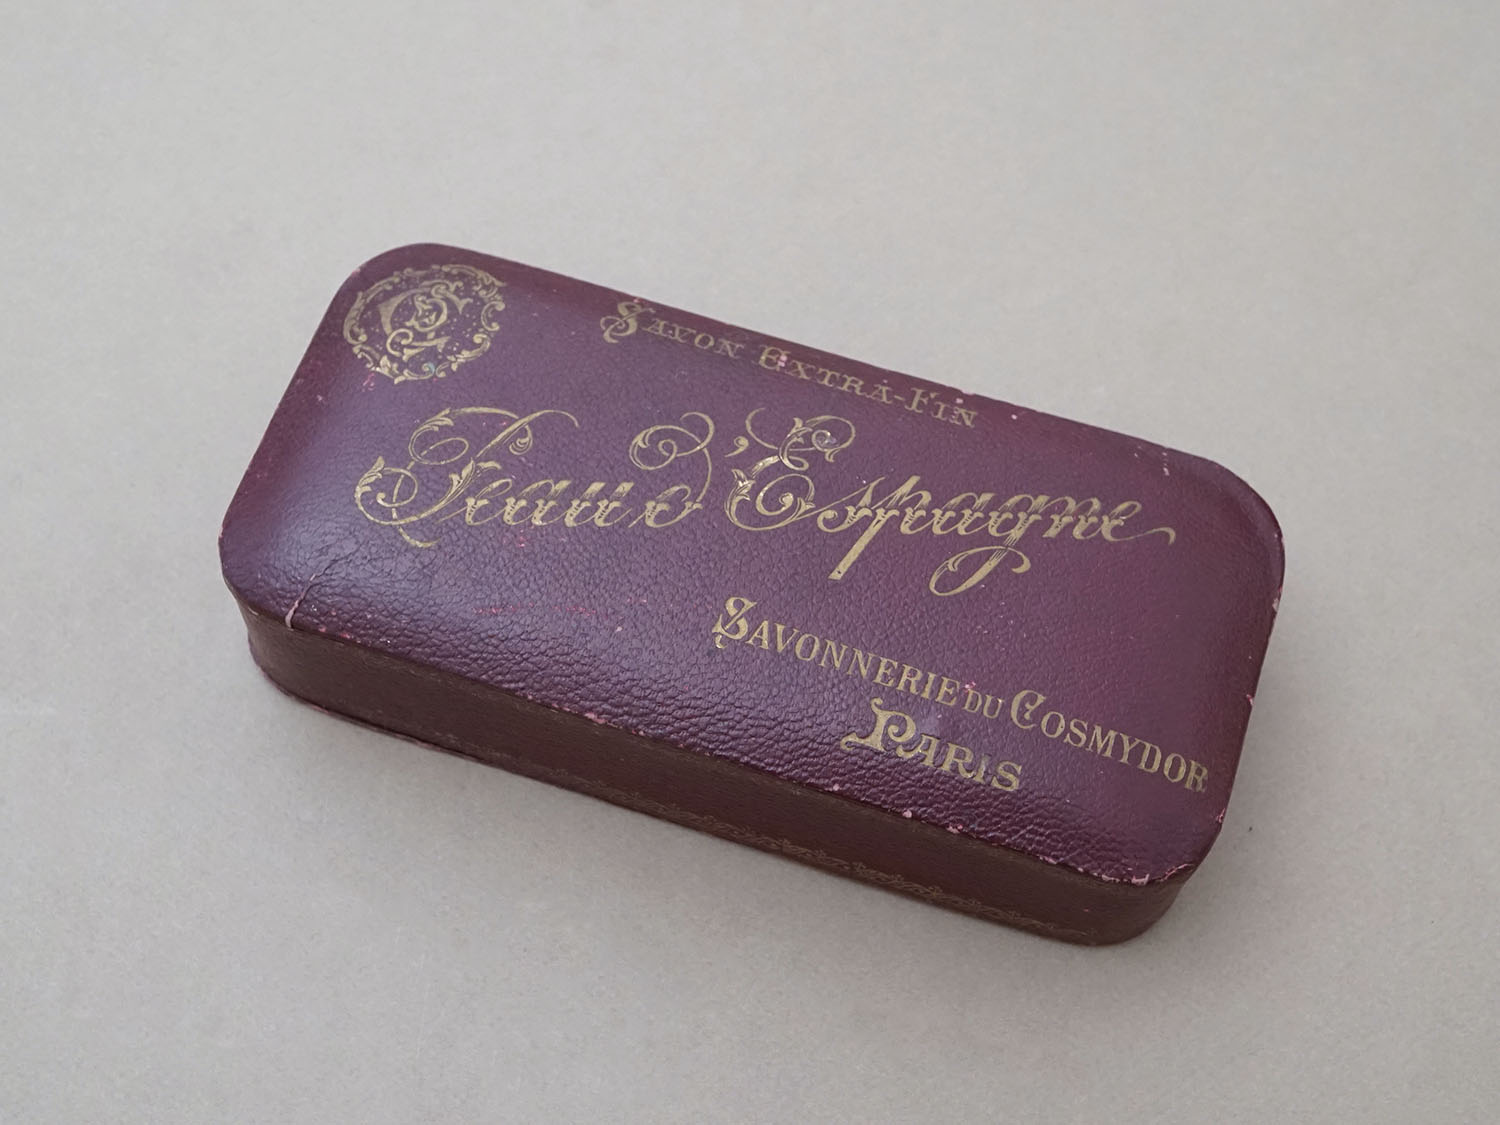 Savon Extra-Fin
Peau d'Espagne
Savonnerie du Cosmydor
Paris